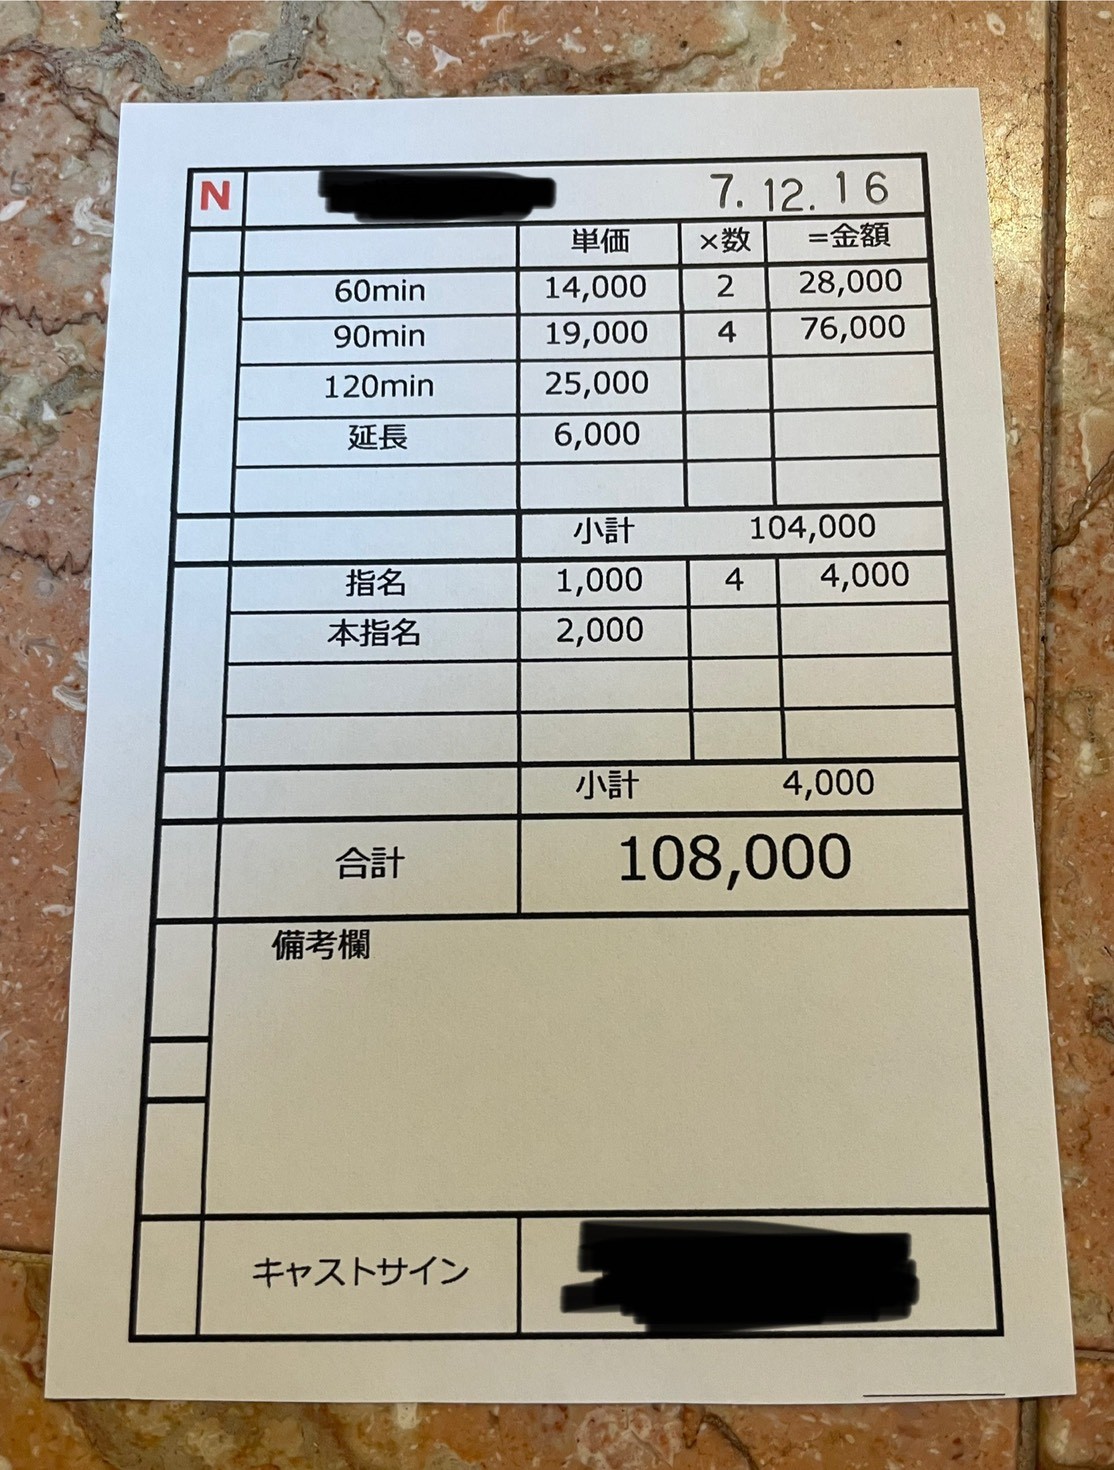 N 7.12.16
単価 ×数 =金額
60min 14,000 2 28,000
90min 19,000 4 76,000
120min 25,000
延長 6,000
小計 104,000
指名 1,000 4 4,000
本指名 2,000
小計 4,000
合計 108,000
備考欄
キャストサイン